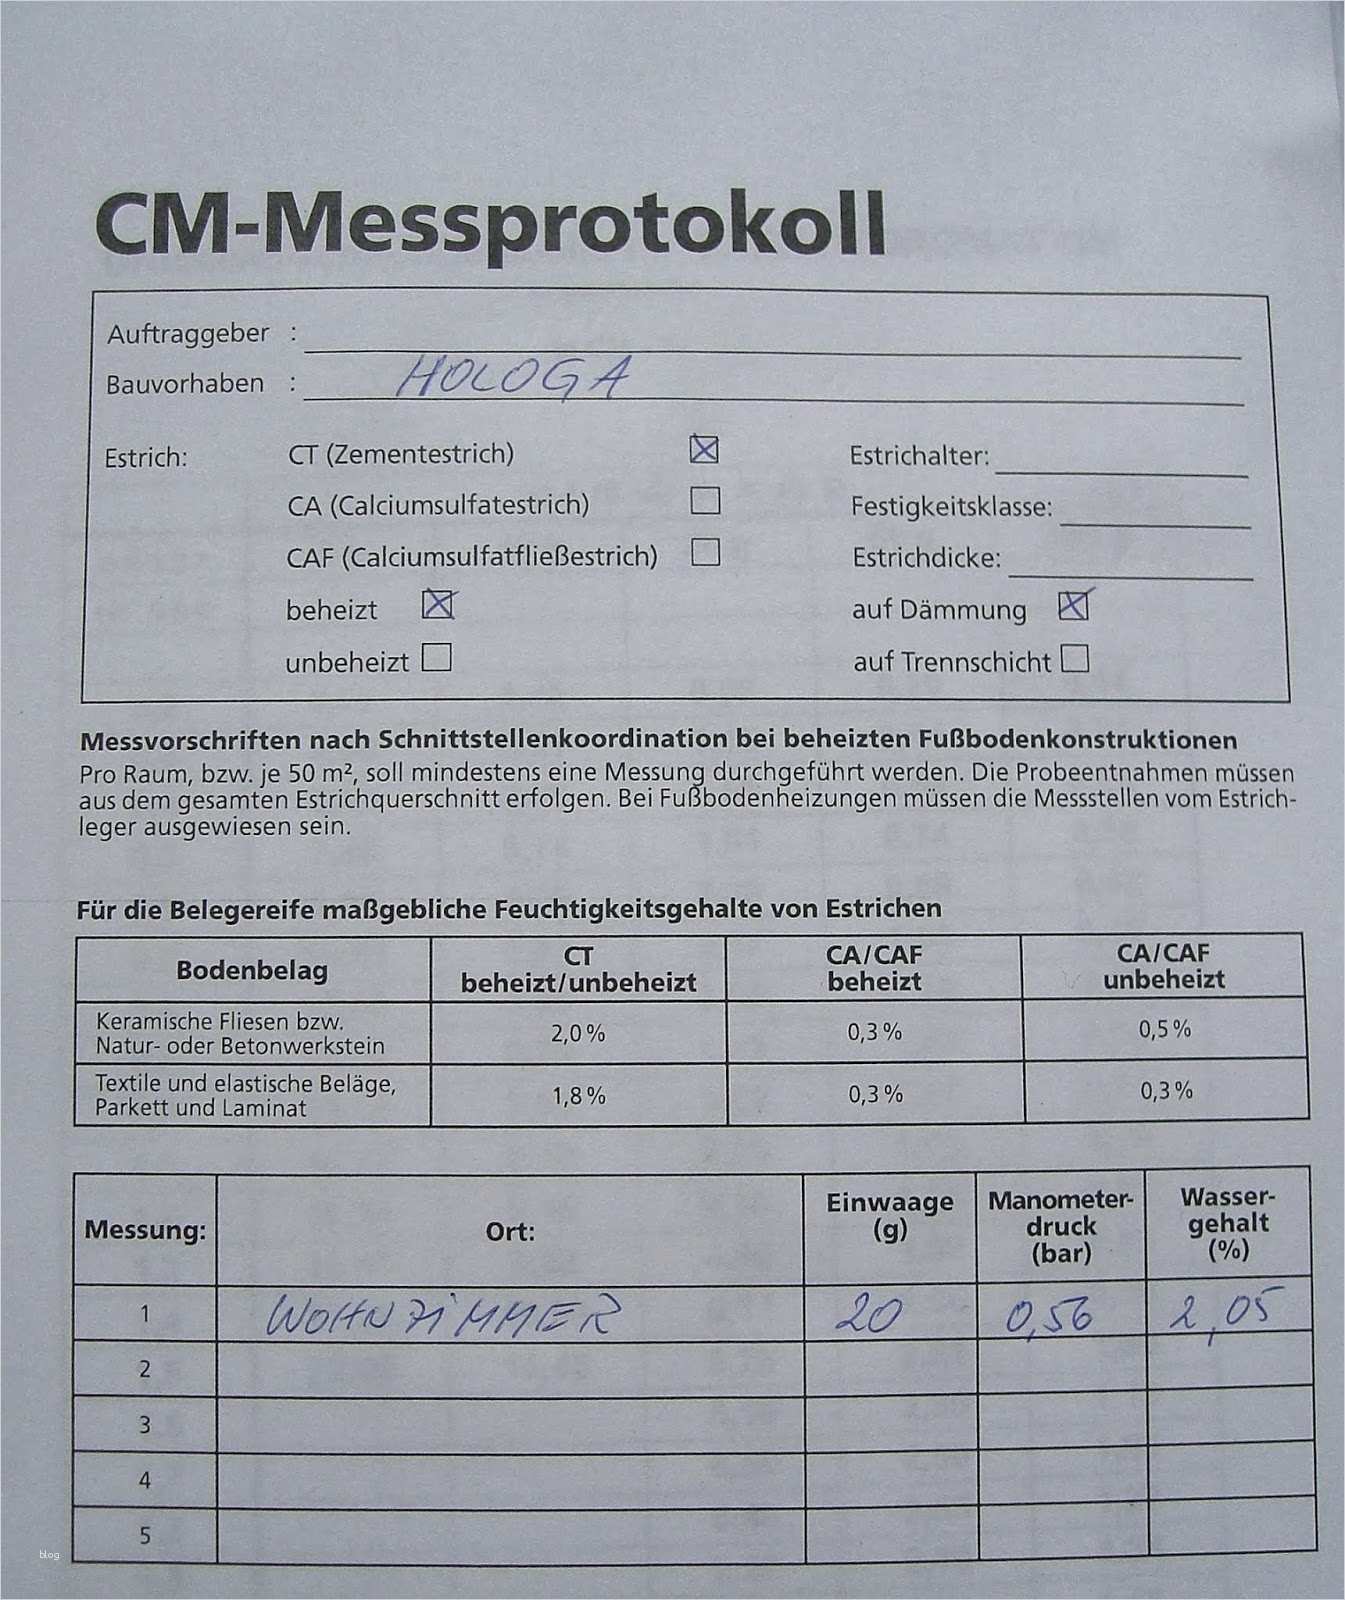 CM-Messprotokoll
Auftraggeber :
Bauvorhaben : HOLOGA
Estrich: CT (Zementestrich) Estrichalter:
CA (Calciumsulfatestrich) Festigkeitsklasse:
CAF (Calciumsulfatfließestrich) Estrichdicke:
beheizt auf Dämmung
unbeheizt auf Trennschicht
Messvorschriften nach Schnittstellenkoordination bei beheizten Fußbodenkonstruktionen
Pro Raum, bzw. je 50 m², soll mindestens eine Messung durchgeführt werden. Die Probeentnahmen müssen
aus dem gesamten Estrichquerschnitt erfolgen. Bei Fußbodenheizungen müssen die Messstellen vom Estrich-
leger ausgewiesen sein.
Für die Belegereife maßgebliche Feuchtigkeitsgehalte von Estrichen
Bodenbelag
CT
beheizt/unbeheizt
CA/CAF
beheizt
CA/CAF
unbeheizt
Keramische Fliesen bzw.
Natur- oder Betonwerkstein
2,0 % 0,3 % 0,5 %
Textile und elastische Beläge,
Parkett und Laminat
1,8 % 0,3 % 0,3 %
Messung:
Ort:
Einwaage
(g)
Manometer-
druck
(bar)
Wasser-
gehalt
(%)
1 WOHNZIMMER 20 0,56 2,05
2
3
4
5
blog